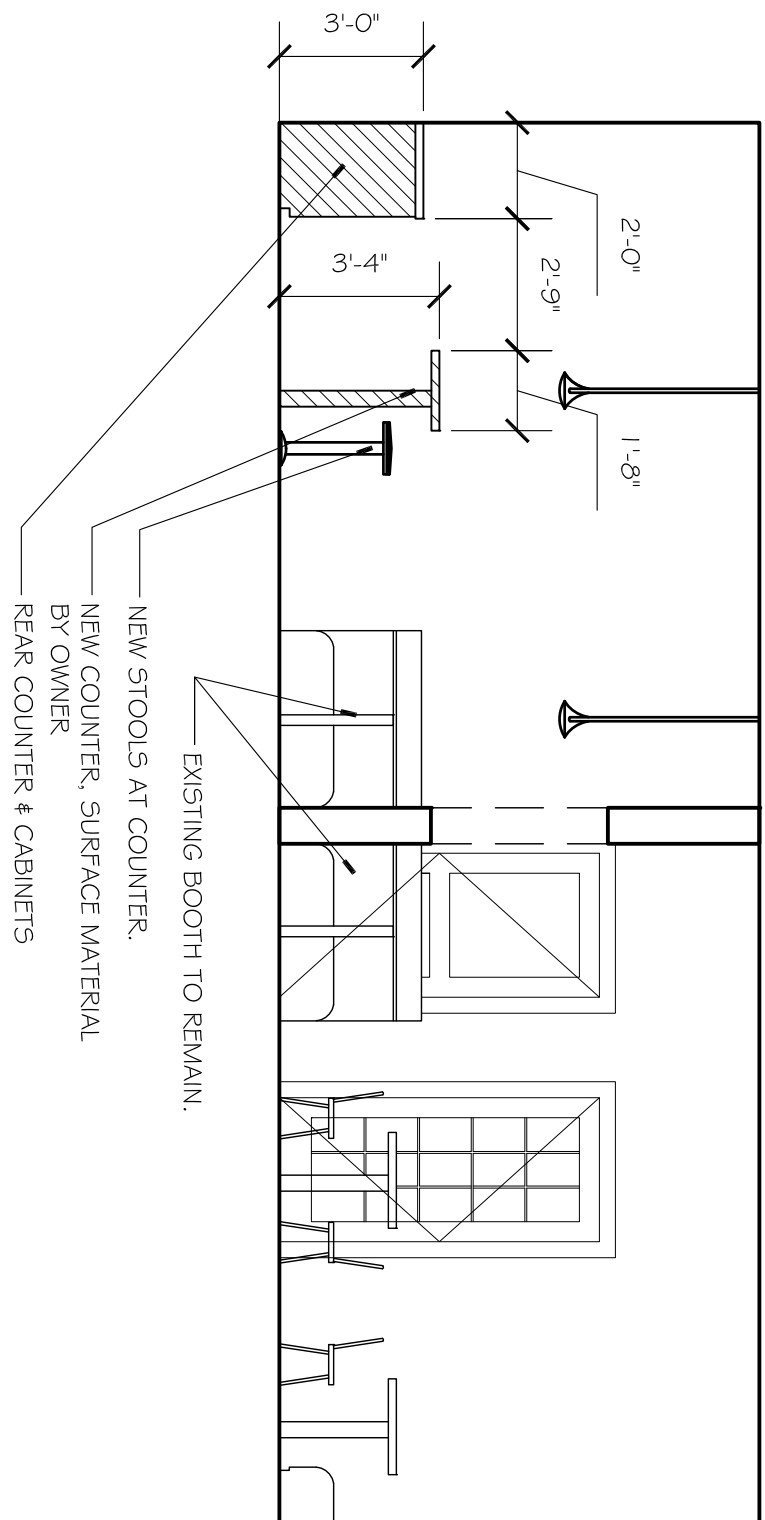 3'-0"
2'-0"
3'-4"
2'-9"
1'-8"
EXISTING BOOTH TO REMAIN.
NEW STOOLS AT COUNTER.
NEW COUNTER, SURFACE MATERIAL
BY OWNER
REAR COUNTER & CABINETS